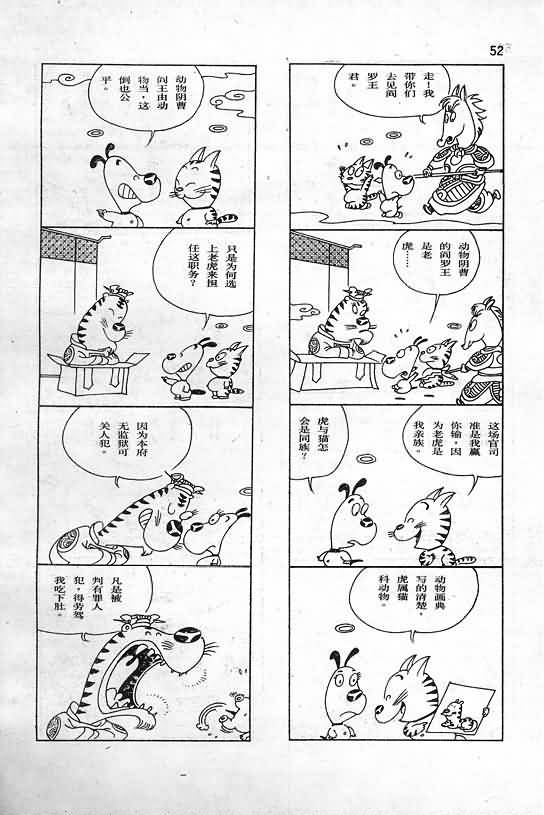 52
走！我
带你们
去见阎
罗王
君。
动物阴曹
的阎罗王
是老
虎……
这场官司
准是我赢
你输，因
为老虎是
我亲族。
虎与猫怎
会是同族？
动物画典
写的清楚，
虎属猫
科动物。
动物阴曹
阎王由动
物当，这
倒也公
平。
只是为何选
上老虎来担
任这职务？
因为本府
无监狱可
关人犯。
凡是被
判有罪人
犯，得劳驾
我吃下肚。